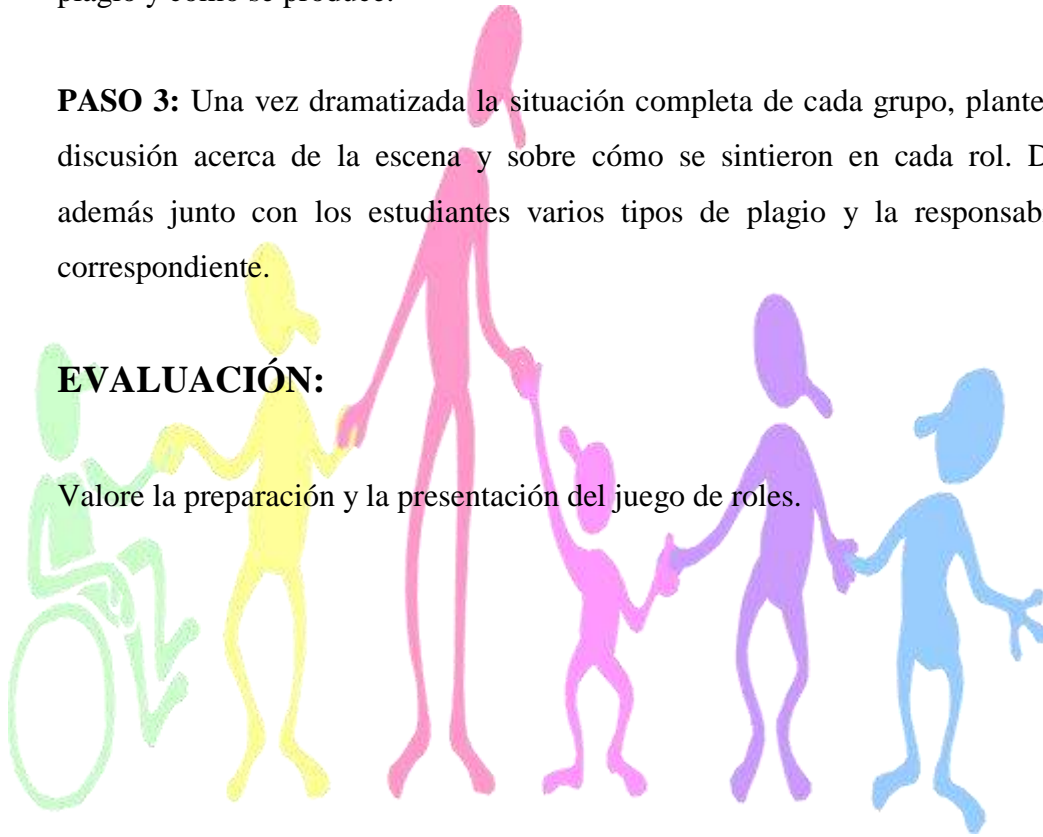 plagio y cómo se produce.
PASO 3: Una vez dramatizada la situación completa de cada grupo, plante
discusión acerca de la escena y sobre cómo se sintieron en cada rol. D
además junto con los estudiantes varios tipos de plagio y la responsab
correspondiente.
EVALUACIÓN:
Valore la preparación y la presentación del juego de roles.